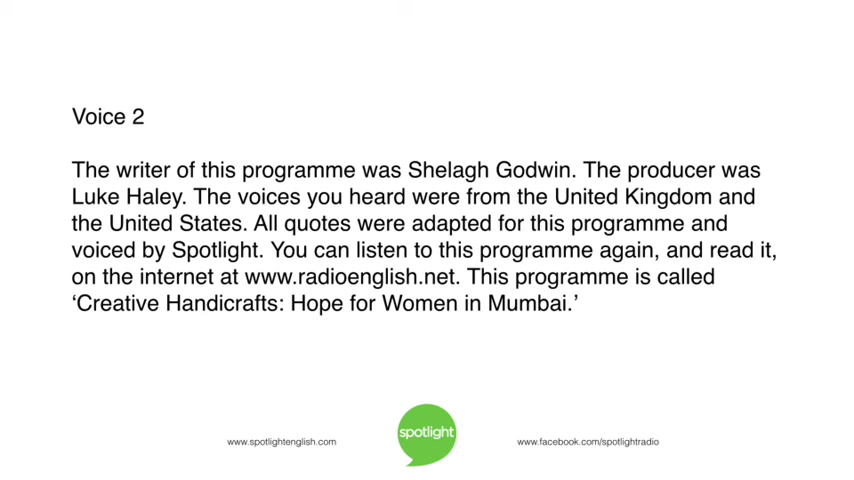 Voice 2
The writer of this programme was Shelagh Godwin. The producer was
Luke Haley. The voices you heard were from the United Kingdom and
the United States. All quotes were adapted for this programme and
voiced by Spotlight. You can listen to this programme again, and read it,
on the internet at www.radioenglish.net. This programme is called
‘Creative Handicrafts: Hope for Women in Mumbai.’
www.spotlightenglish.com
spotlight
www.facebook.com/spotlightradio